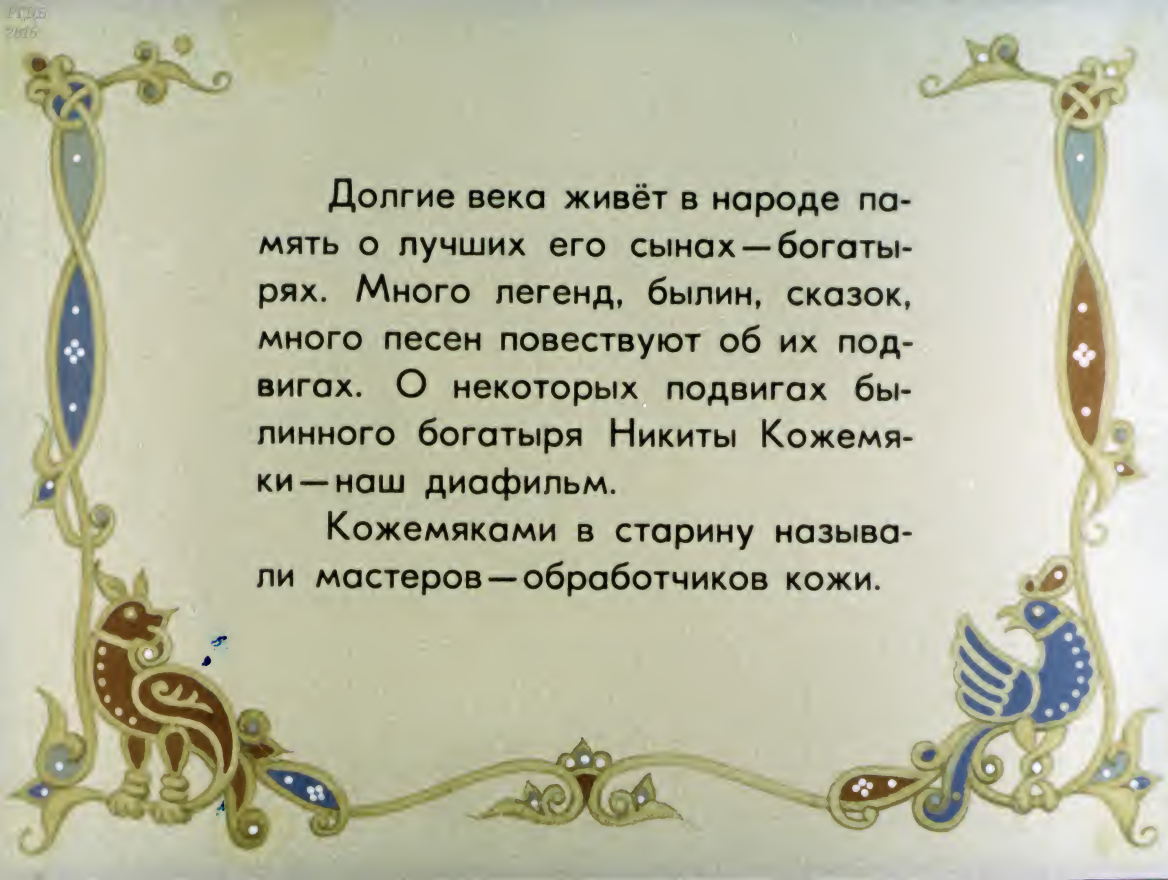 РГДБ
2015
Долгие века живёт в народе па-
мять о лучших его сынах—богаты-
рях. Много легенд, былин, сказок,
много песен повествуют об их под-
вигах. О некоторых подвигах бы-
линного богатыря Никиты Кожемя-
ки—наш диафильм.
Кожемяками в старину называ-
ли мастеров—обработчиков кожи.